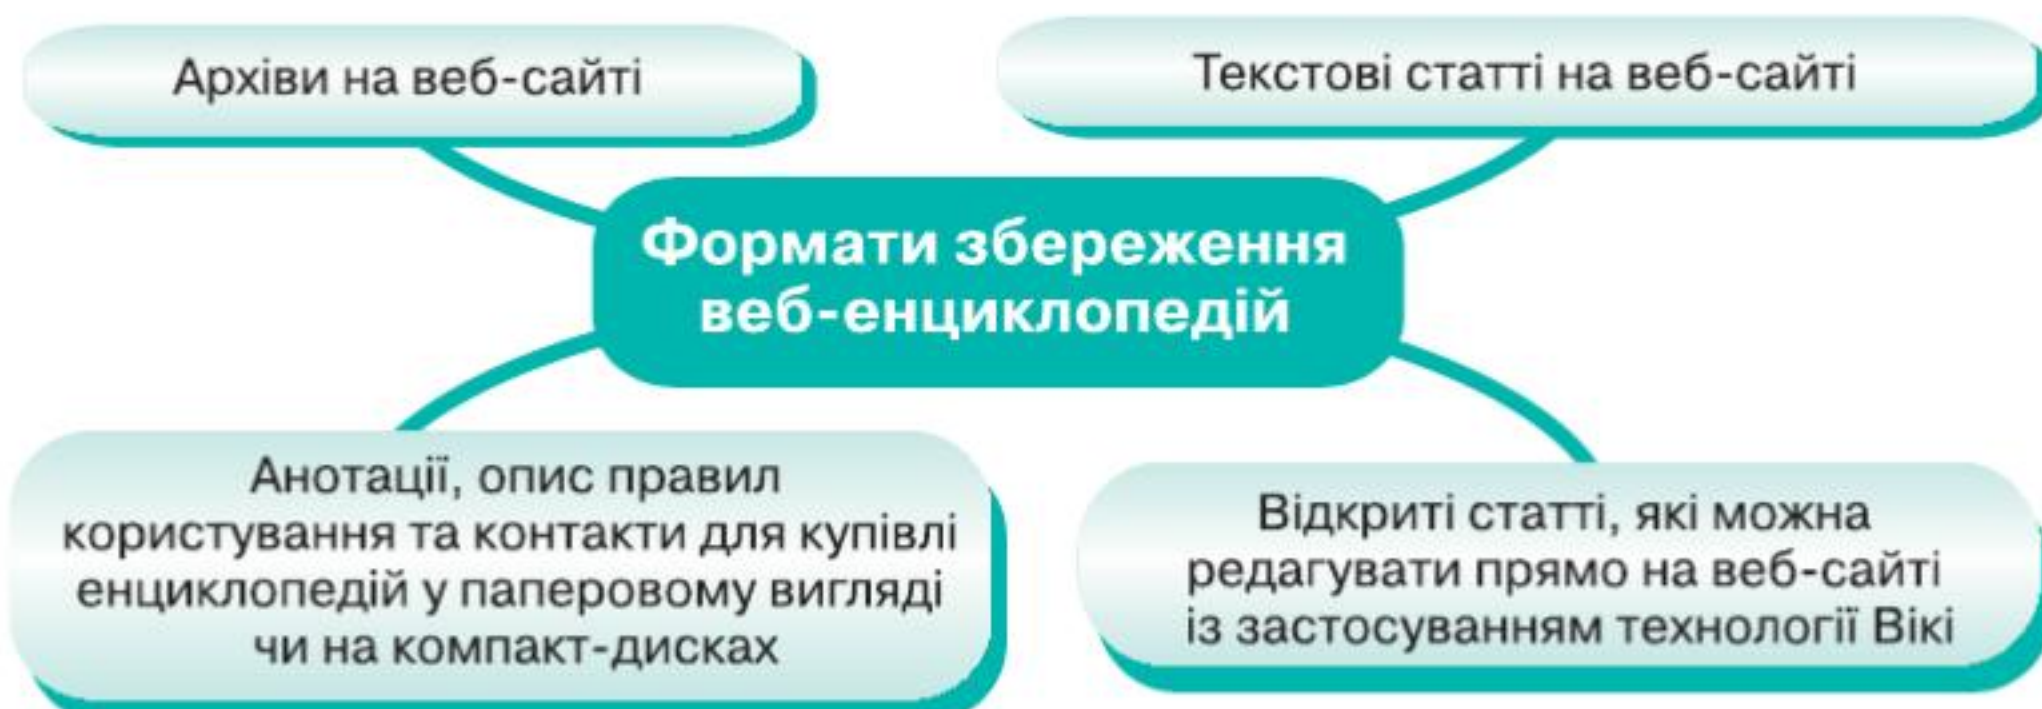 Архіви на веб-сайті
Текстові статті на веб-сайті
Формати збереження
веб-енциклопедій
Анотації, опис правил
користування та контакти для купівлі
енциклопедій у паперовому вигляді
чи на компакт-дисках
Відкриті статті, які можна
редагувати прямо на веб-сайті
із застосуванням технології Вікі